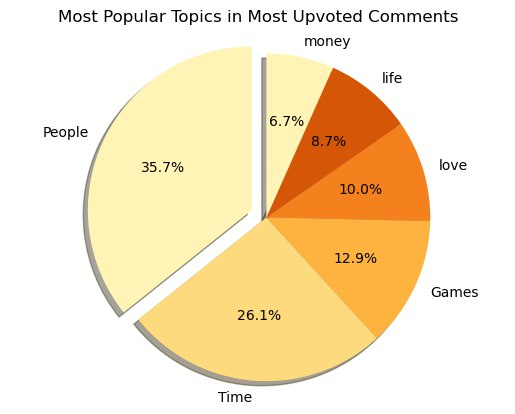 Most Popular Topics in Most Upvoted Comments
money
life
People
6.7%
8.7%
35.7%
love
10.0%
12.9%
Games
26.1%
Time